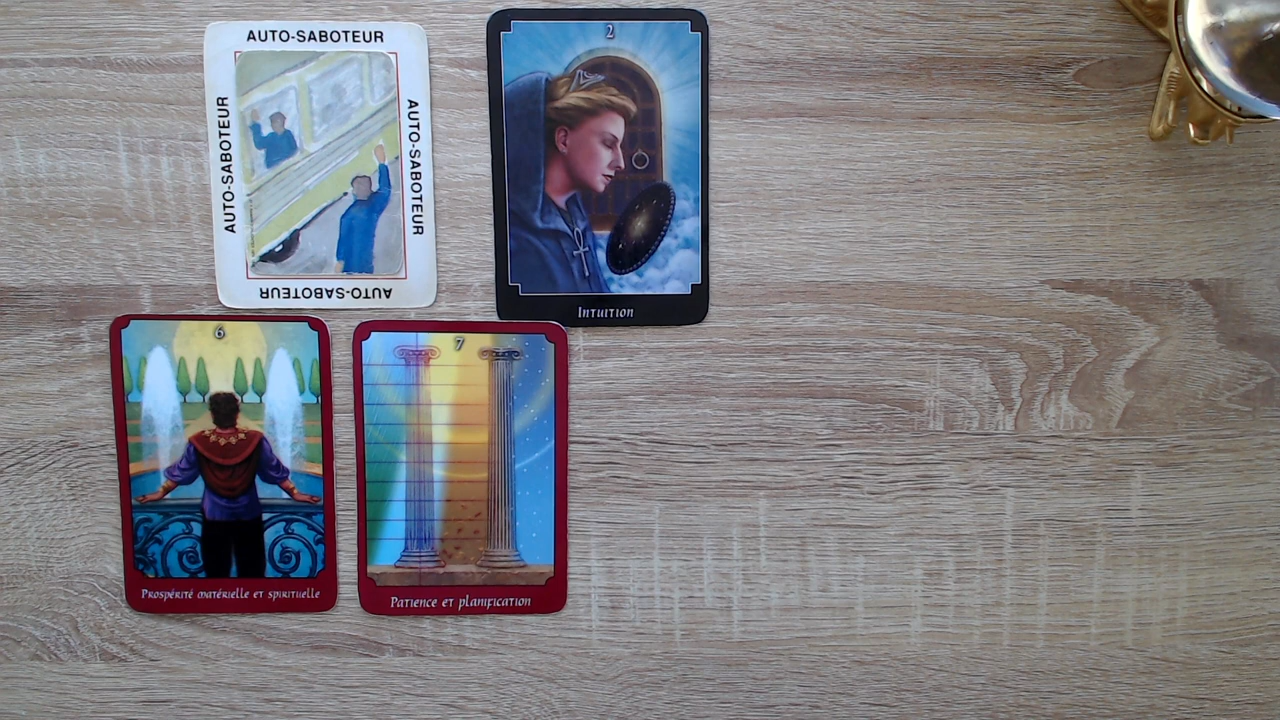 AUTO-SABOTEUR
AUTO-SABOTEUR
AUTO-SABOTEUR
AUTO-SABOTEUR
2
Intuition
6
Prospérité matérielle et spirituelle
7
Patience et planification